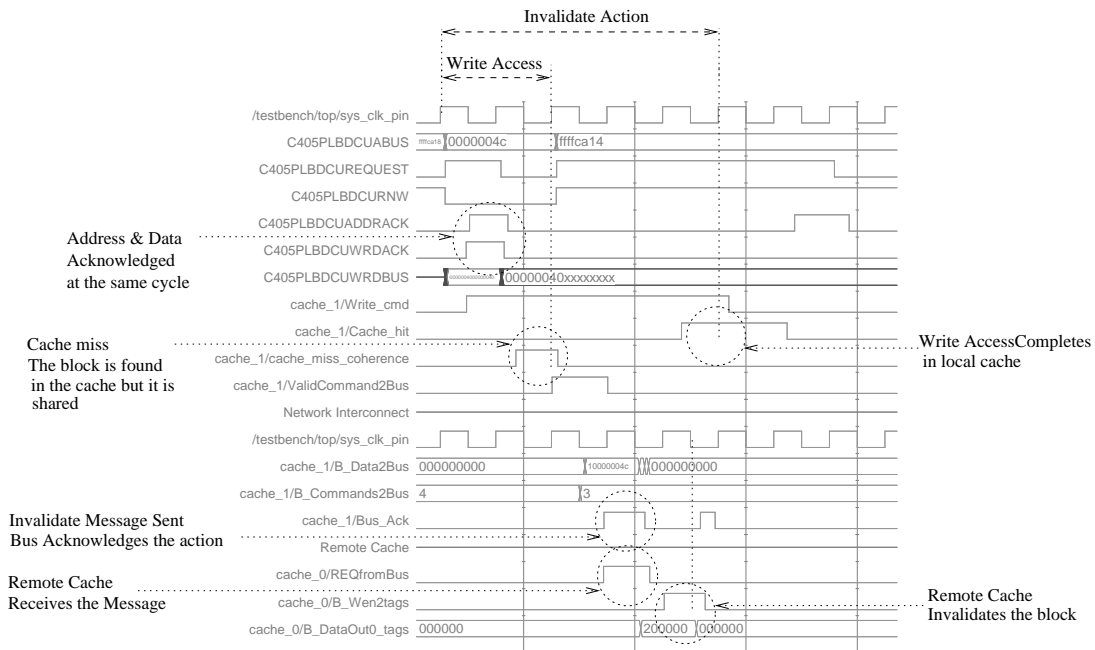 Invalidate Action
Write Access
/testbench/top/sys_clk_pin
C405PLBDCUABUS ffffca18 0000004c ffffca14
C405PLBDCUREQUEST
C405PLBDCURNW
C405PLBDCUADDRACK
Address & Data
Acknowledged
at the same cycle
C405PLBDCUWRDACK
C405PLBDCUWRDBUS 00000040xxxxxxxx
cache_1/Write_cmd
cache_1/Cache_hit
Cache miss
The block is found
in the cache but it is
shared
Write AccessCompletes
in local cache
cache_1/cache_miss_coherence
cache_1/ValidCommand2Bus
Network Interconnect
/testbench/top/sys_clk_pin
cache_1/B_Data2Bus 000000000 10000004c 000000000
cache_1/B_Commands2Bus 4 3
Invalidate Message Sent
Bus Acknowledges the action
cache_1/Bus_Ack
Remote Cache
cache_0/REQfromBus
Remote Cache
Receives the Message
cache_0/B_Wen2tags
Remote Cache
Invalidates the block
cache_0/B_DataOut0_tags 000000 200000 000000